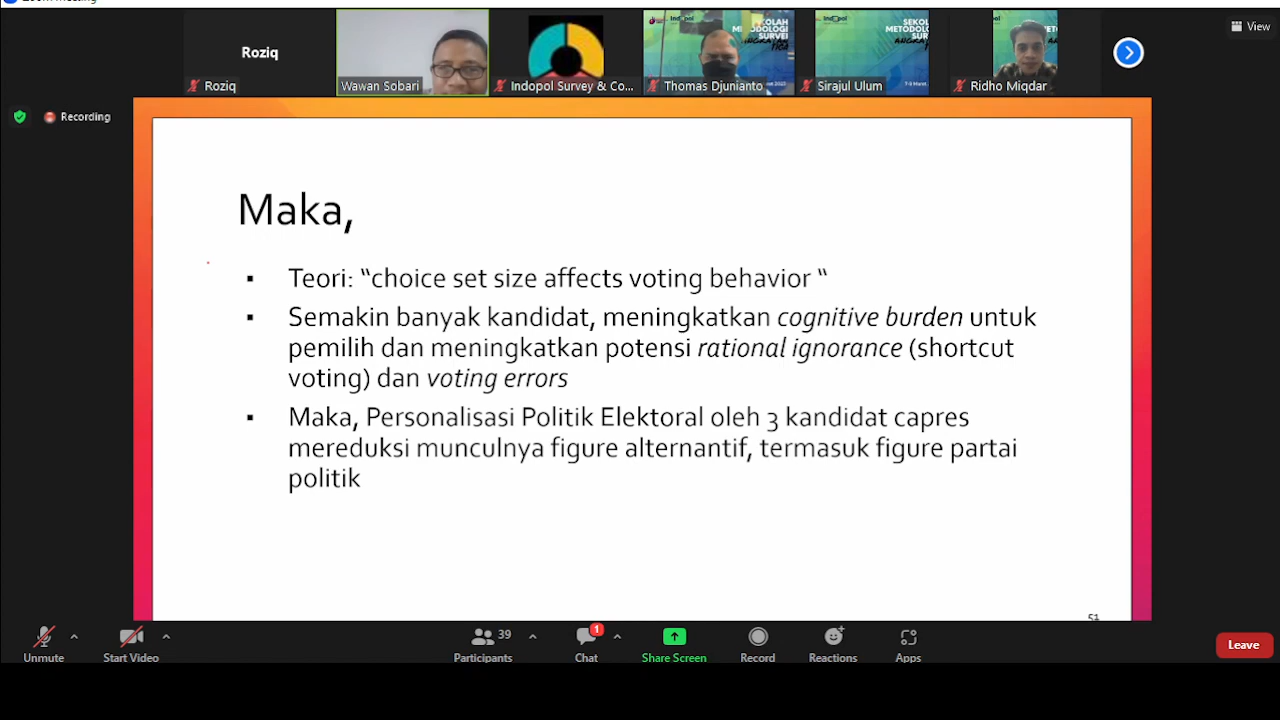 View
Roziq
Roziq
Wawan Sobari
Indopol Survey & Co...
Thomas Djunianto
Sirajul Ulum
Ridho Miqdar
Recording
Maka,
▪ Teori: “choice set size affects voting behavior “
▪ Semakin banyak kandidat, meningkatkan cognitive burden untuk
pemilih dan meningkatkan potensi rational ignorance (shortcut
voting) dan voting errors
▪ Maka, Personalisasi Politik Elektoral oleh 3 kandidat capres
mereduksi munculnya figure alternantif, termasuk figure partai
politik
51
39
1
Unmute
Start Video
Participants
Chat
Share Screen
Record
Reactions
Apps
Leave